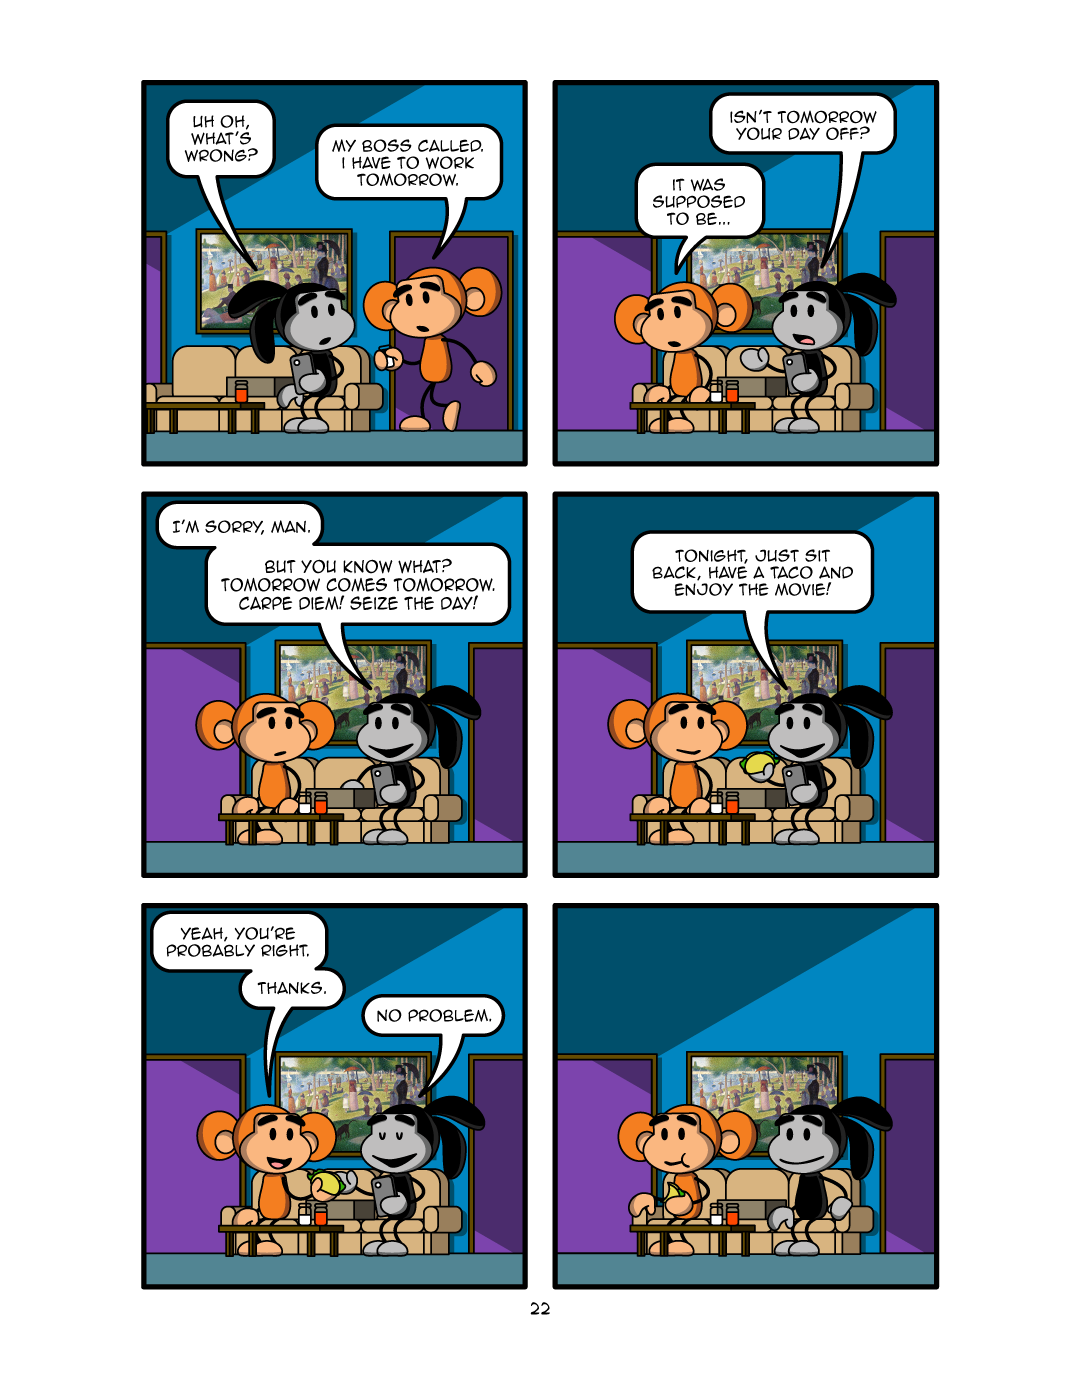 UH OH,
WHAT'S
WRONG?
MY BOSS CALLED.
I HAVE TO WORK
TOMORROW.
ISN'T TOMORROW
YOUR DAY OFF?
IT WAS
SUPPOSED
TO BE...
I'M SORRY, MAN.
BUT YOU KNOW WHAT?
TOMORROW COMES TOMORROW.
CARPE DIEM! SEIZE THE DAY!
TONIGHT, JUST SIT
BACK, HAVE A TACO AND
ENJOY THE MOVIE!
YEAH, YOU'RE
PROBABLY RIGHT.
THANKS.
NO PROBLEM.
22